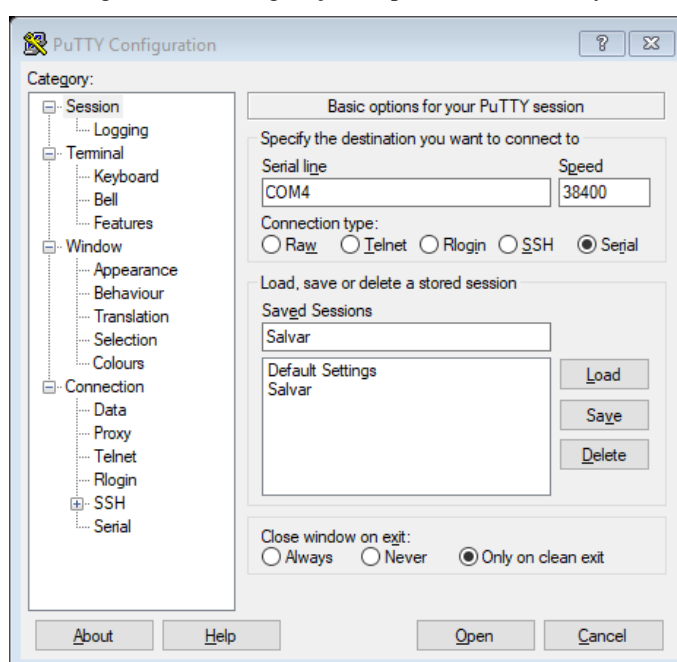 PuTTY Configuration
Category:
Session
Logging
Terminal
Keyboard
Bell
Features
Window
Appearance
Behaviour
Translation
Selection
Colours
Connection
Data
Proxy
Telnet
Rlogin
SSH
Serial
Basic options for your PuTTY session
Specify the destination you want to connect to
Serial line Speed
COM4 38400
Connection type:
Raw Telnet Rlogin SSH Serial
Load, save or delete a stored session
Saved Sessions
Salvar
Default Settings
Salvar
Load
Save
Delete
Close window on exit:
Always Never Only on clean exit
About Help Open Cancel